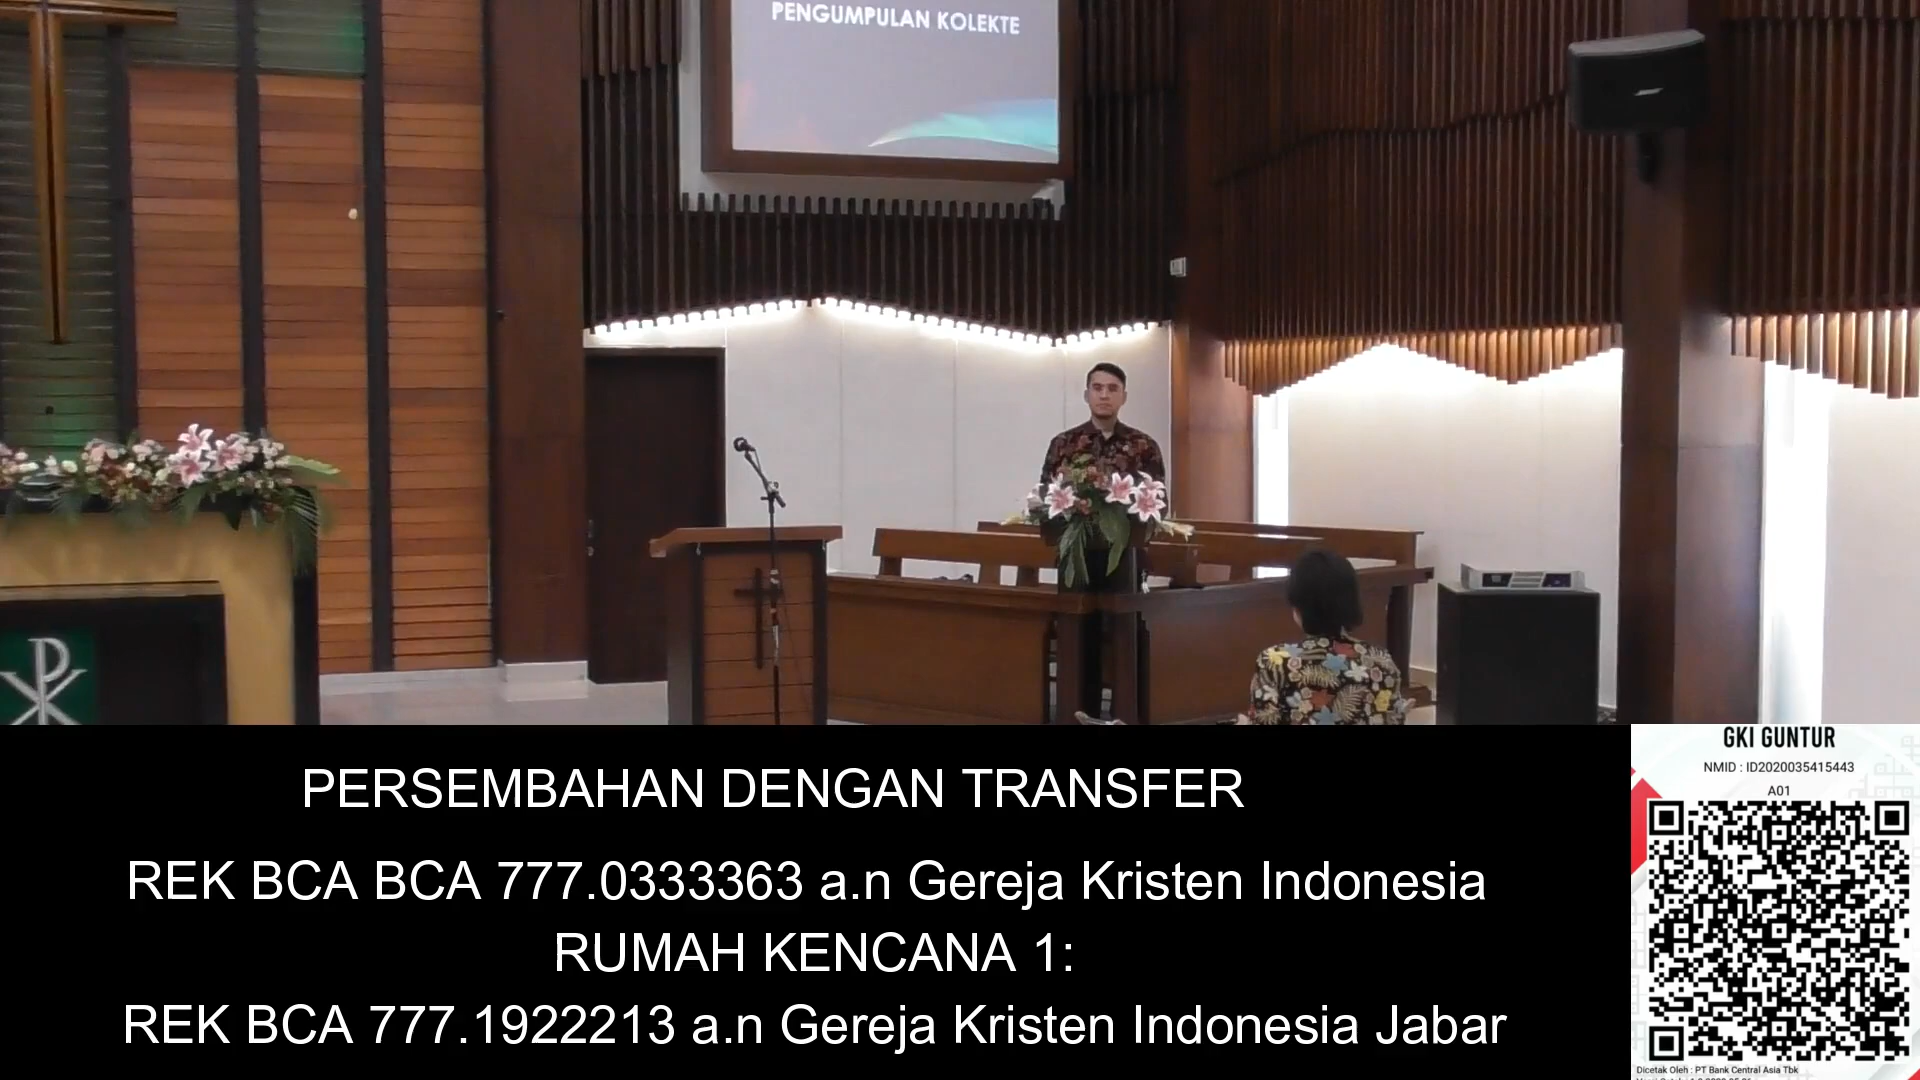 PENGUMPULAN KOLEKTE
PERSEMBAHAN DENGAN TRANSFER
REK BCA BCA 777.0333363 a.n Gereja Kristen Indonesia
RUMAH KENCANA 1:
REK BCA 777.1922213 a.n Gereja Kristen Indonesia Jabar
GKI GUNTUR
NMID : ID2020035415443
A01
Dicetak Oleh : PT Bank Central Asia Tbk